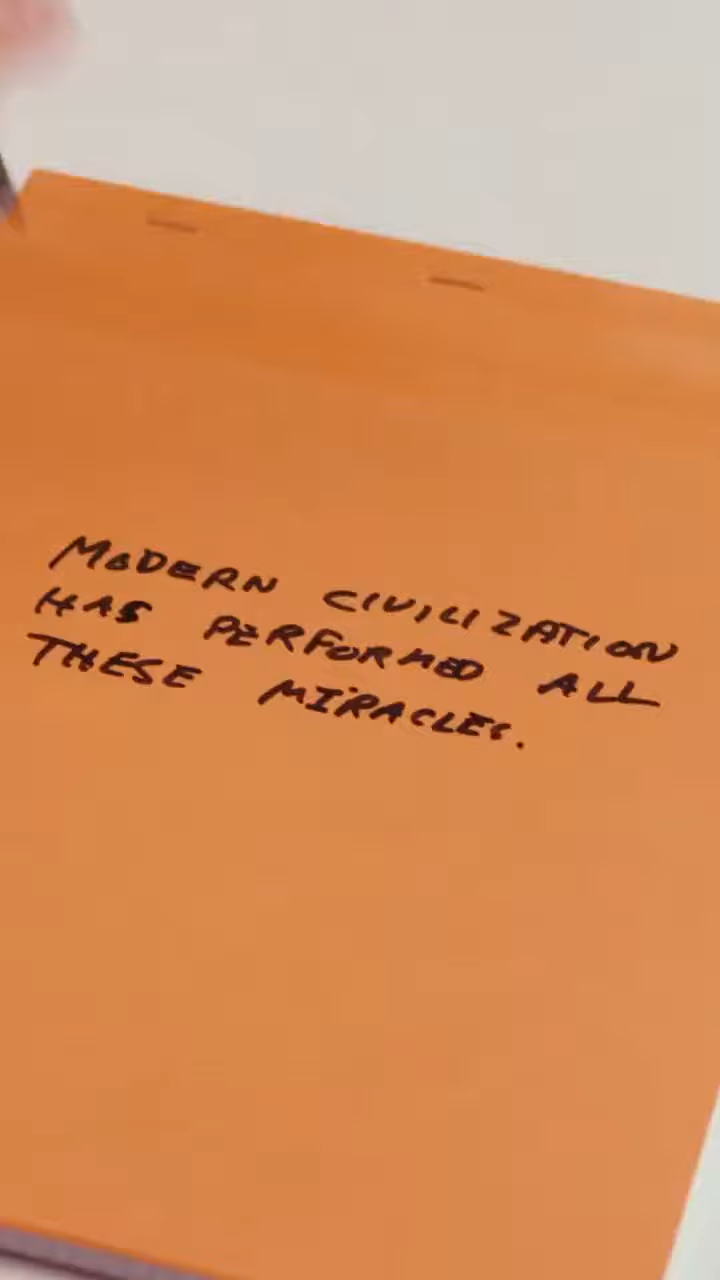 MODERN CIVILIZATION
HAS PERFORMED ALL
THESE MIRACLES.